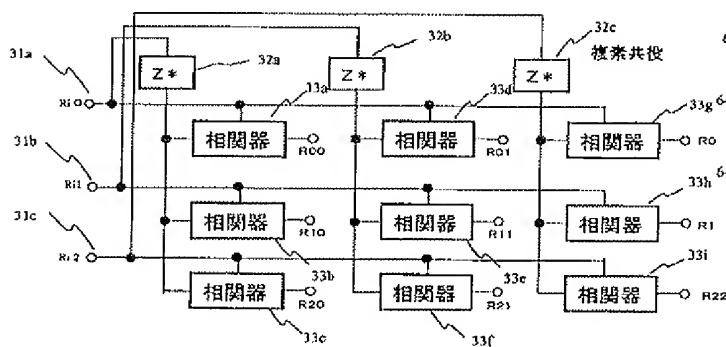 32c
32b
複素共役
31a
Z*
32a
Z*
Z*
33a
33d
33g
Ri0
相関器
R00
相関器
R01
相関器
R0
31b
33h
Ri1
相関器
R10
相関器
R11
相関器
R1
31c
33b
33e
33i
Ri2
相関器
R20
相関器
R21
相関器
R22
33c
33f